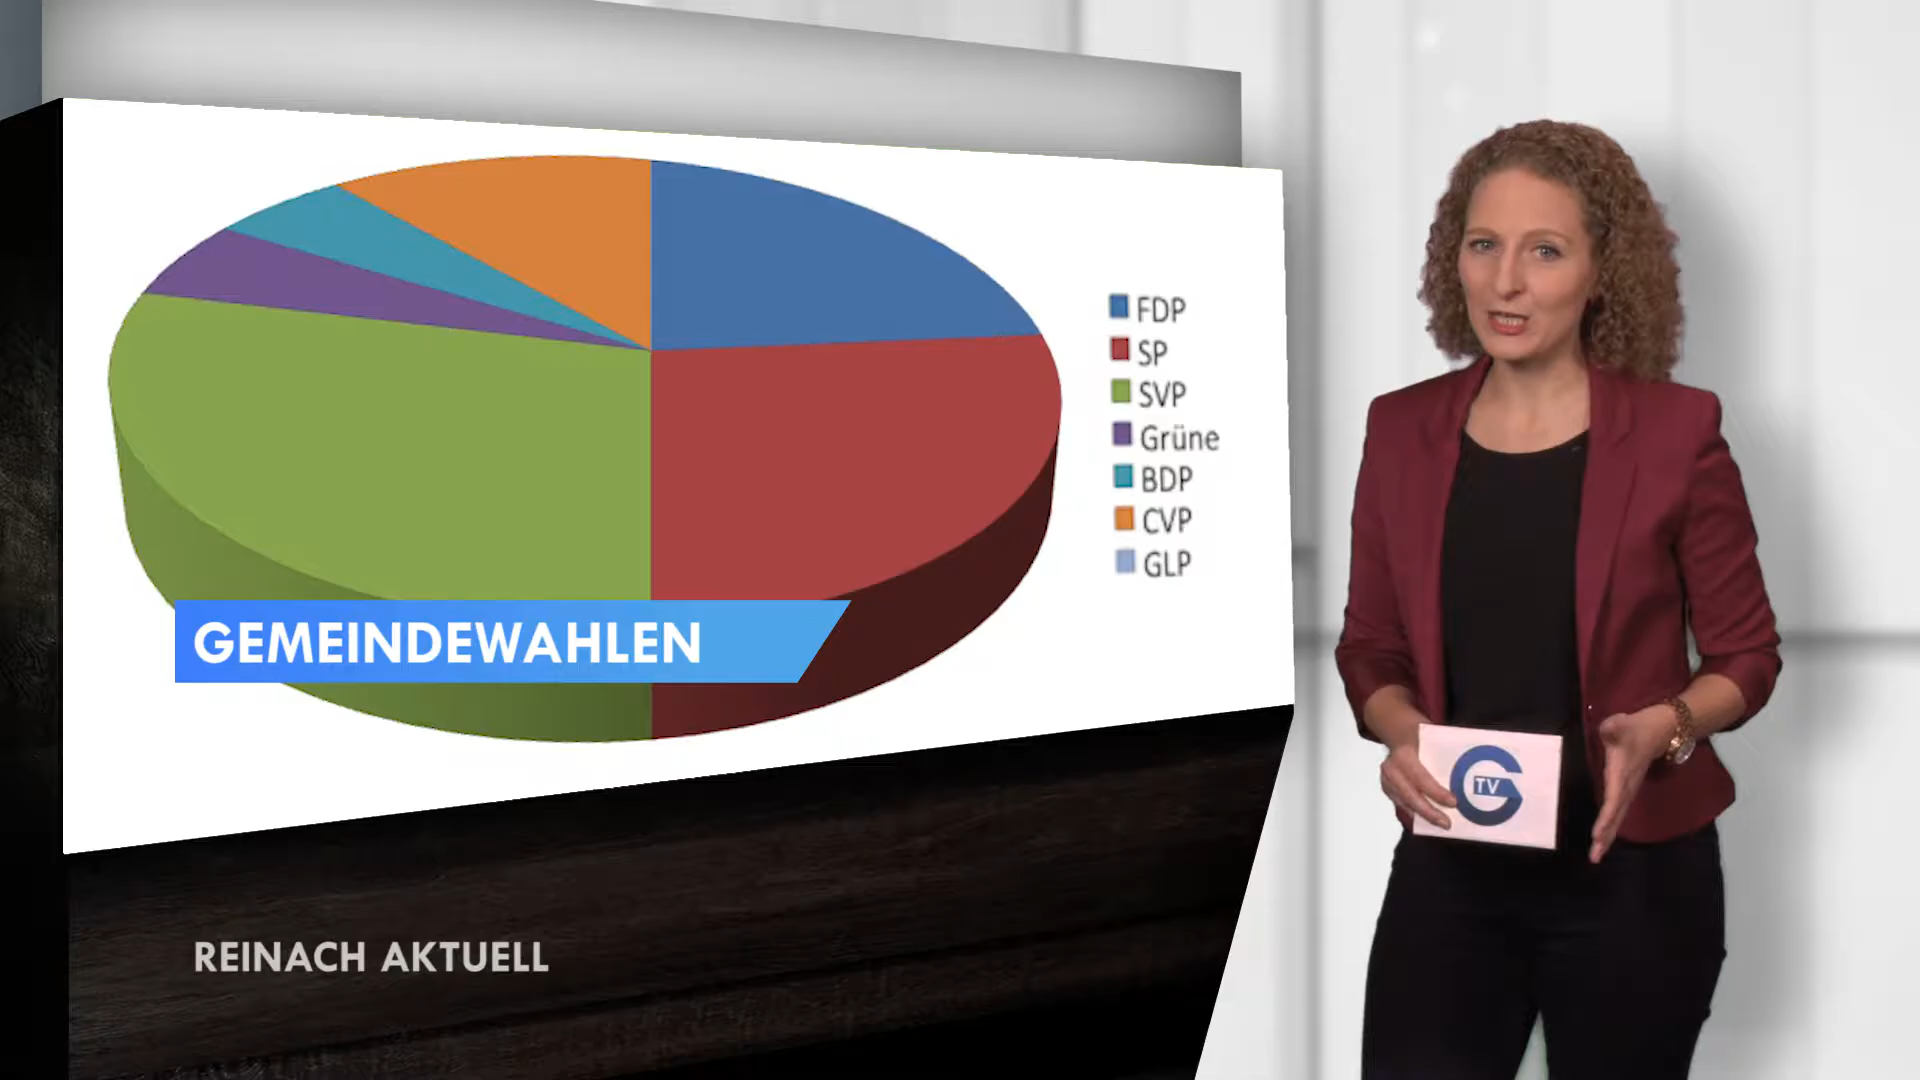 FDP
SP
SVP
Grüne
BDP
CVP
GLP
GEMEINDEWAHLEN
TV
REINACH AKTUELL